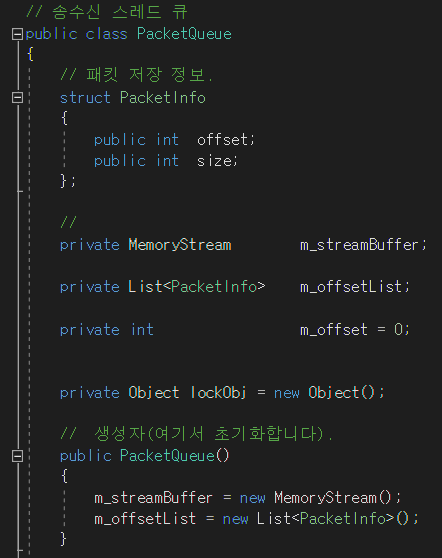 // 송수신 스레드 큐
public class PacketQueue
{
// 패킷 저장 정보.
struct PacketInfo
{
public int offset;
public int size;
};
//
private MemoryStream m_streamBuffer;
private List<PacketInfo> m_offsetList;
private int m_offset = 0;
private Object lockObj = new Object();
// 생성자(여기서 초기화합니다).
public PacketQueue()
{
m_streamBuffer = new MemoryStream();
m_offsetList = new List<PacketInfo>();
}